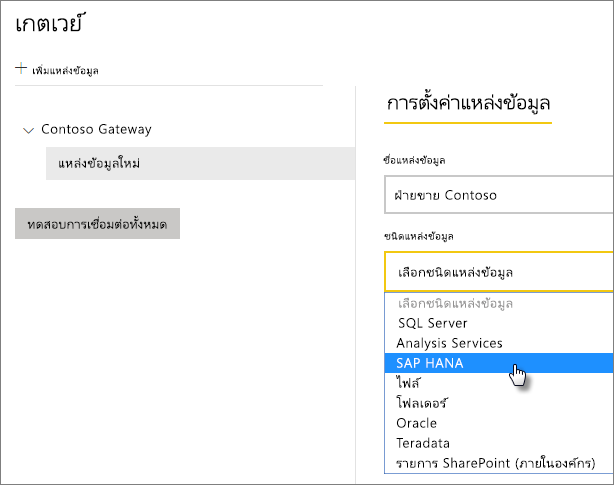 เกตเวย์
เพิ่มแหล่งข้อมูล
Contoso Gateway
แหล่งข้อมูลใหม่
ทดสอบการเชื่อมต่อทั้งหมด
การตั้งค่าแหล่งข้อมูล
ชื่อแหล่งข้อมูล
ฝ่ายขาย Contoso
ชนิดแหล่งข้อมูล
เลือกชนิดแหล่งข้อมูล
เลือกชนิดแหล่งข้อมูล
SQL Server
Analysis Services
SAP HANA
ไฟล์
โฟลเดอร์
Oracle
Teradata
รายการ SharePoint (ภายในองค์กร)